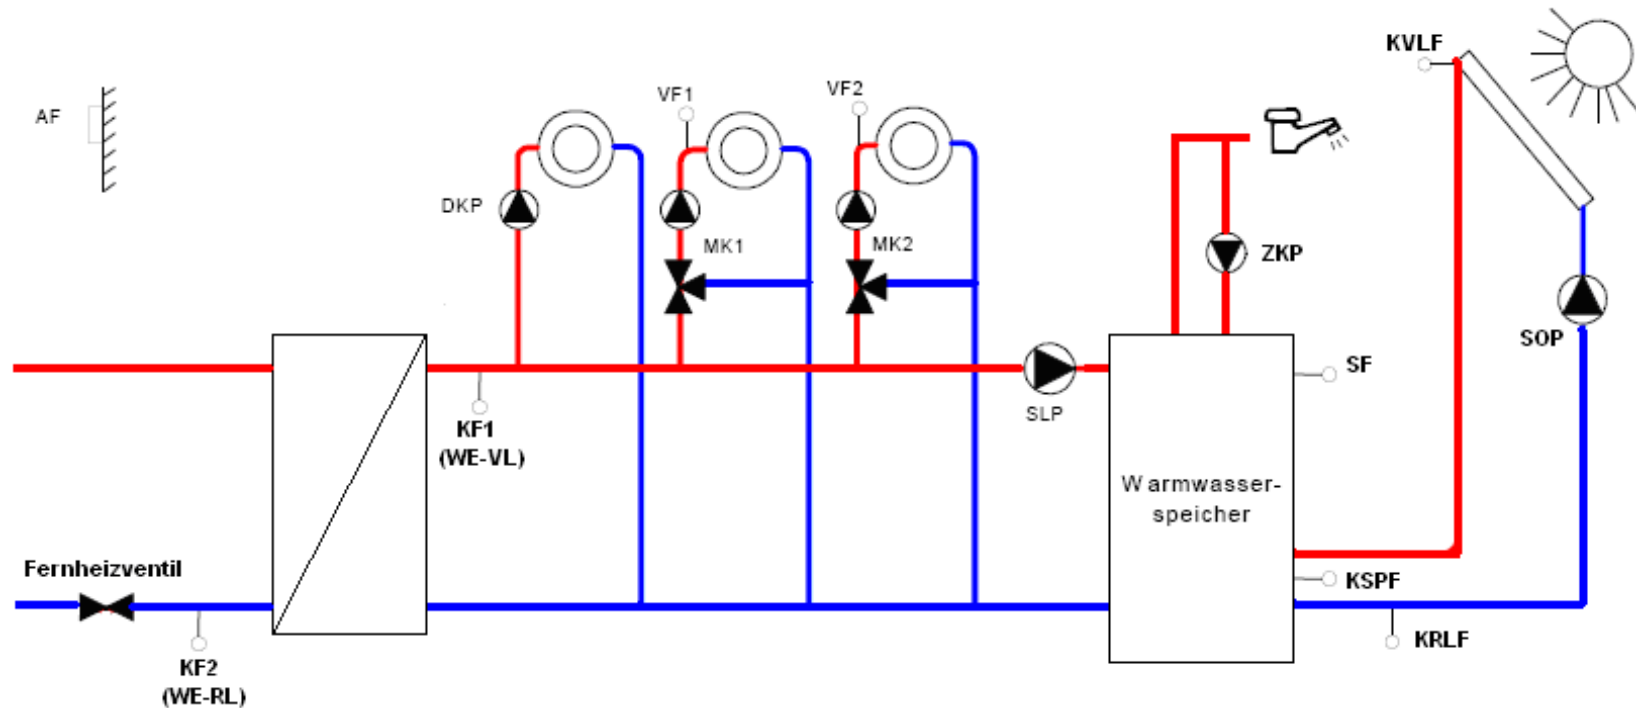 KVLF
AF
VF1
VF2
DKP
MK1
MK2
ZKP
SOP
SF
SLP
KF1
(WE-VL)
Warmwasser-
speicher
Fernheizventil
KSPF
KRLF
KF2
(WE-RL)